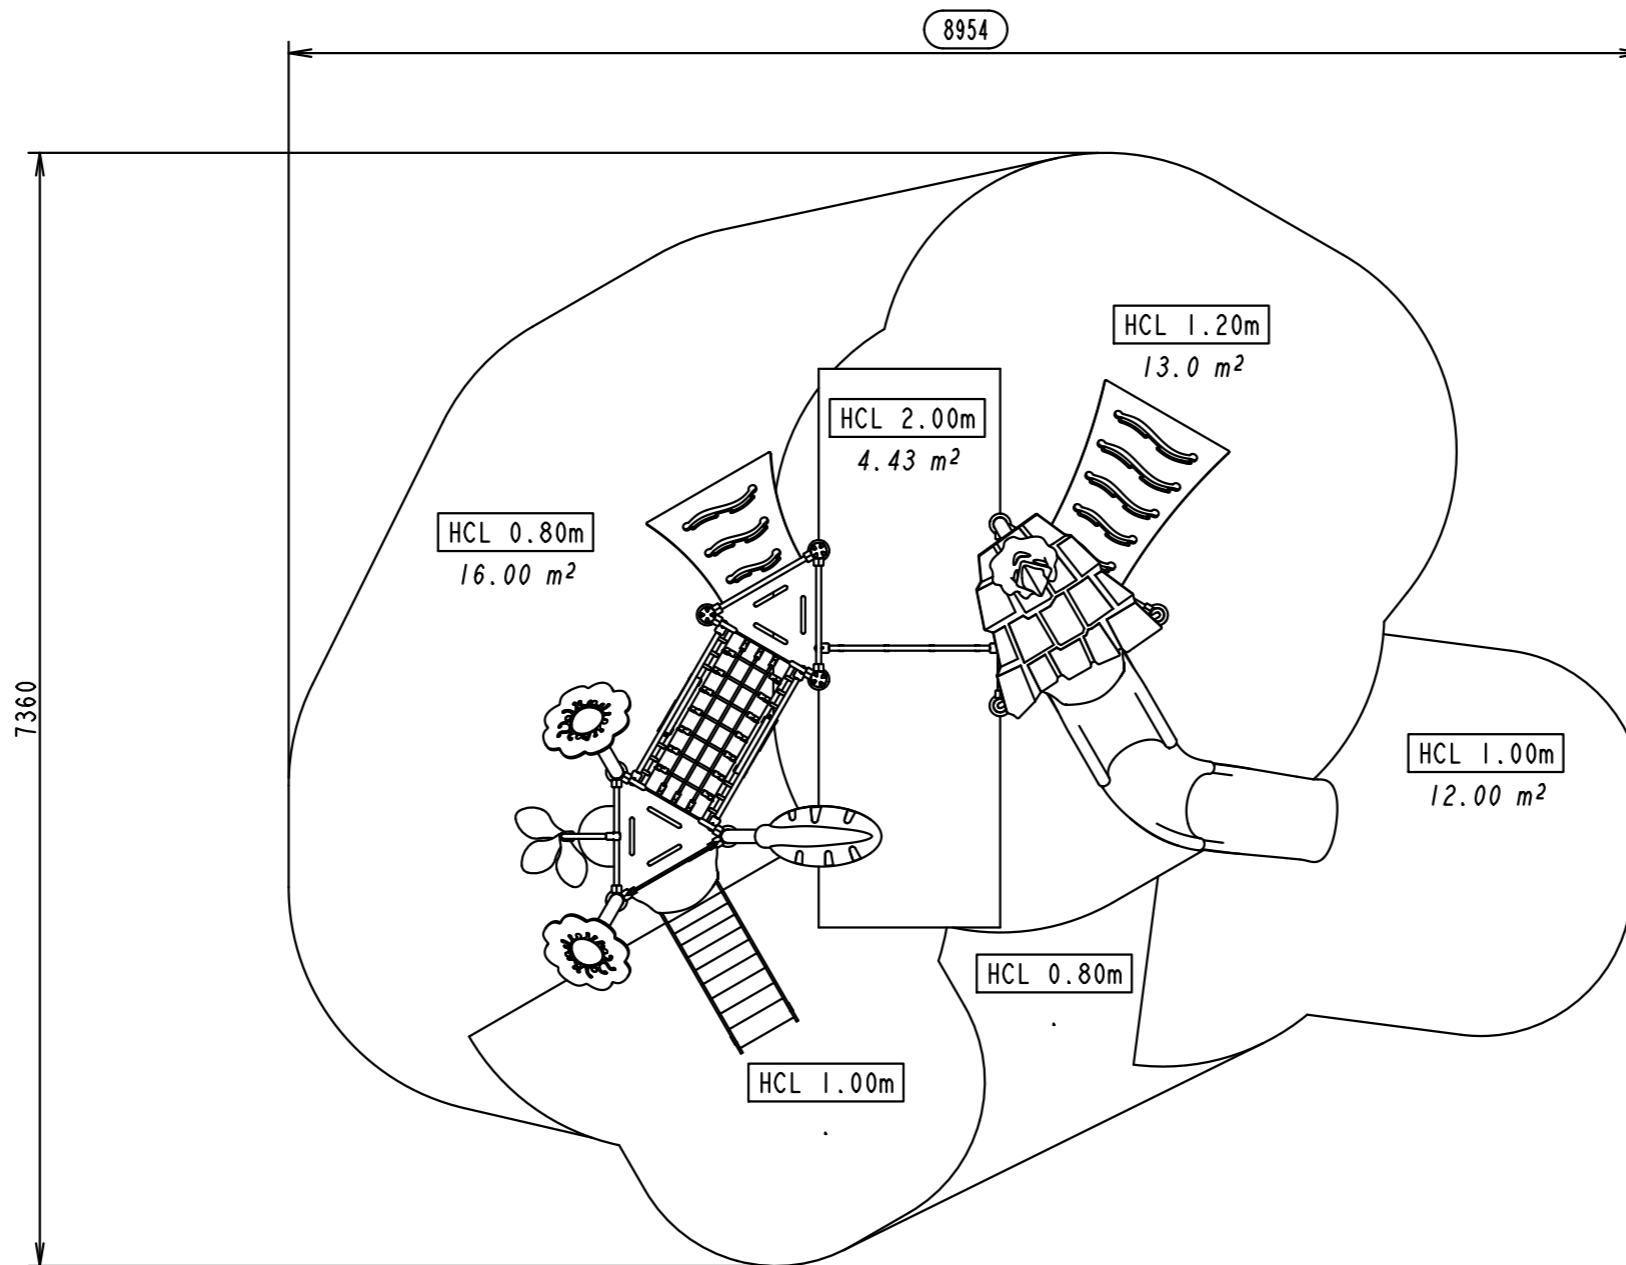 8954
HCL 1.20m
13.0 m²
HCL 2.00m
4.43 m²
HCL 0.80m
16.00 m²
7360
HCL 1.00m
12.00 m²
HCL 0.80m
.
HCL 1.00m
.